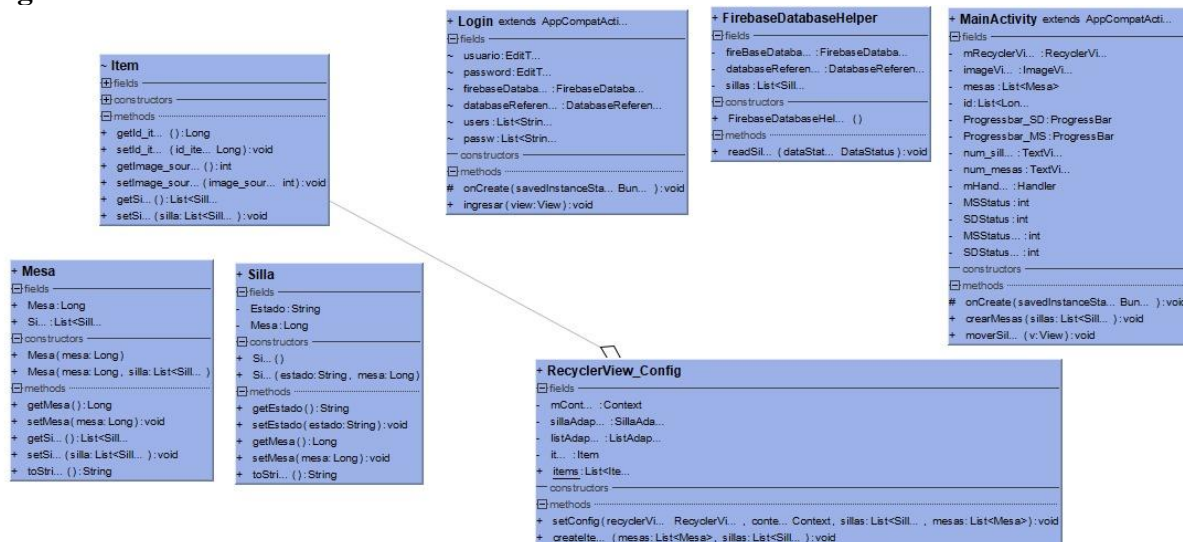 + Login extends AppCompatActi...
fields
~ usuario:EditT...
~ password:EditT...
~ firebaseDataba... :FirebaseDataba...
~ databaseReferen... :DatabaseReferen...
~ users:List<Strin...
~ passw:List<Strin...
constructors
methods
# onCreate(savedInstanceSta... Bun... ):void
+ ingresar(view:View):void
+ FirebaseDatabaseHelper
fields
- fireBaseDataba... :FirebaseDataba...
- databaseReferen... :DatabaseReferen...
- sillas:List<Sill...
constructors
+ FirebaseDatabaseHel... ()
methods
+ readSil... (dataStat... DataStatus):void
+ MainActivity extends AppCompatActi...
fields
- mRecyclerVi... :RecyclerVi...
- imageVi... :ImageVi...
- mesas:List<Mesa>
- id:List<Lon...
- Progressbar_SD:ProgressBar
- Progressbar_MS:ProgressBar
- num_sill... :TextVi...
- num_mesas:TextVi...
- mHand... :Handler
- MSStatus:int
- SDStatus:int
- MSStatus... :int
- SDStatus... :int
constructors
methods
# onCreate(savedInstanceSta... Bun... ):void
+ crearMesas(sillas:List<Sill... ):void
+ moverSil... (v:View):void
~ Item
fields
constructors
methods
+ getId_it... ():Long
+ setId_it... (id_ite... Long):void
+ getImage_sour... ():int
+ setImage_sour... (image_sour... int):void
+ getSi... ():List<Sill...
+ setSi... (silla:List<Sill... ):void
+ Mesa
fields
+ Mesa:Long
+ Si... :List<Sill...
constructors
+ Mesa(mesa:Long)
+ Mesa(mesa:Long, silla:List<Sill... )
methods
+ getMesa():Long
+ setMesa(mesa:Long):void
+ getSi... ():List<Sill...
+ setSi... (silla:List<Sill... ):void
+ toStri... ():String
+ Silla
fields
- Estado:String
- Mesa:Long
constructors
+ Si... ()
+ Si... (estado:String, mesa:Long)
methods
+ getEstado():String
+ setEstado(estado:String):void
+ getMesa():Long
+ setMesa(mesa:Long):void
+ toStri... ():String
+ RecyclerView_Config
fields
- mCont... :Context
- sillaAdap... :SillaAda...
- listAdap... :ListAdap...
- it... :Item
+ items:List<Ite...
constructors
methods
+ setConfig(recyclerVi... RecyclerVi... , conte... Context, sillas:List<Sill... , mesas:List<Mesa>):void
+ createIte... (mesas:List<Mesa>, sillas:List<Sill... ):void